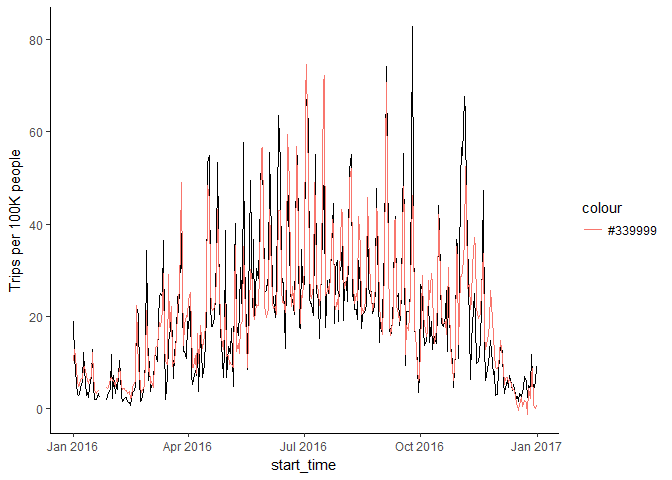 80
60
40
20
0
Trips per 100K people
Jan 2016
Apr 2016
Jul 2016
Oct 2016
Jan 2017
start_time
colour
#339999